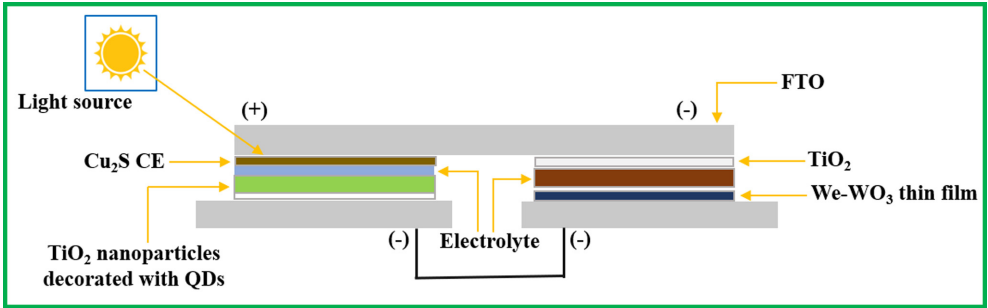 Light source
(+)
(-)
FTO
Cu₂S CE
TiO₂
We-WO₃ thin film
(-)
Electrolyte
(-)
TiO₂ nanoparticles
decorated with QDs